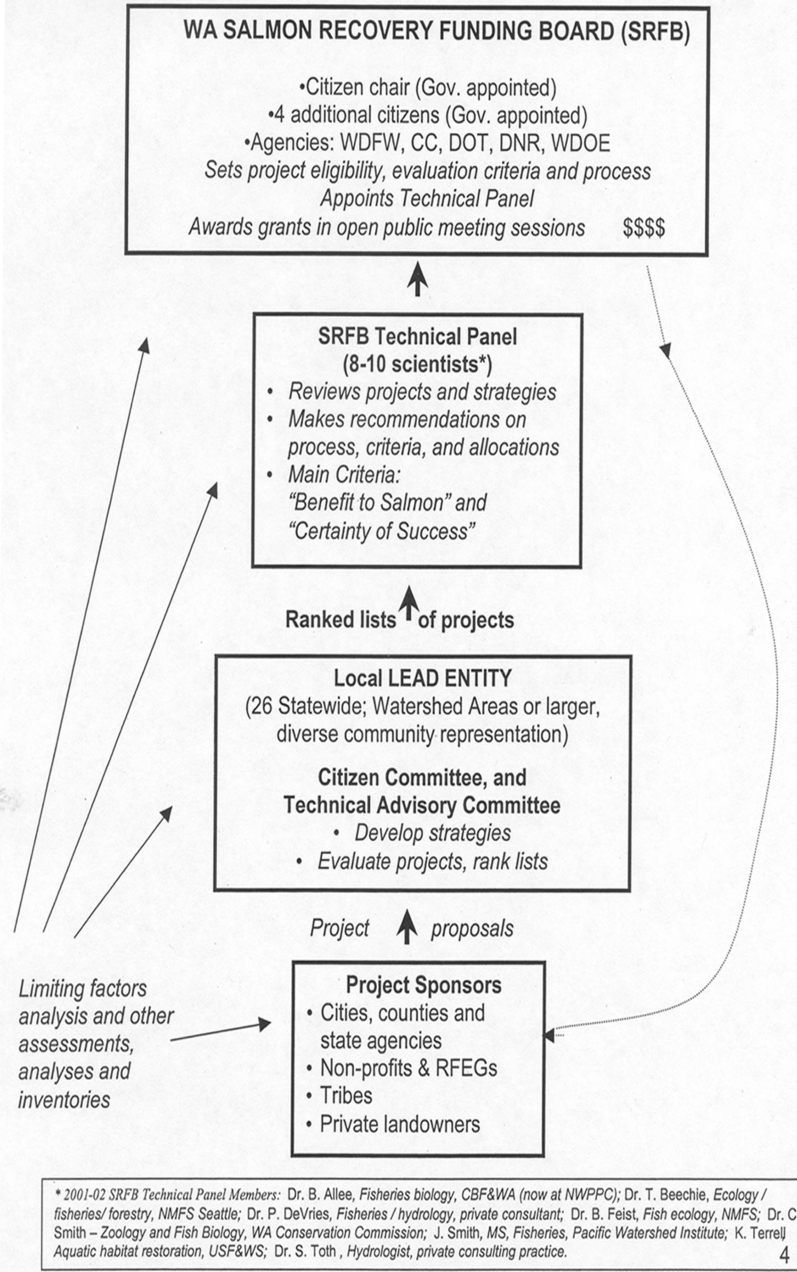 WA SALMON RECOVERY FUNDING BOARD (SRFB)
•Citizen chair (Gov. appointed)
•4 additional citizens (Gov. appointed)
•Agencies: WDFW, CC, DOT, DNR, WDOE
Sets project eligibility, evaluation criteria and process
Appoints Technical Panel
Awards grants in open public meeting sessions $$$$
SRFB Technical Panel
(8-10 scientists*)
• Reviews projects and strategies
• Makes recommendations on
process, criteria, and allocations
• Main Criteria:
“Benefit to Salmon” and
“Certainty of Success”
Ranked lists of projects
Local LEAD ENTITY
(26 Statewide; Watershed Areas or larger,
diverse community representation)
Citizen Committee, and
Technical Advisory Committee
• Develop strategies
• Evaluate projects, rank lists
Project proposals
Limiting factors
analysis and other
assessments,
analyses and
inventories
Project Sponsors
• Cities, counties and
state agencies
• Non-profits & RFEGs
• Tribes
• Private landowners
* 2001-02 SRFB Technical Panel Members: Dr. B. Allee, Fisheries biology, CBF&WA (now at NWPPC); Dr. T. Beechie, Ecology /
fisheries/ forestry, NMFS Seattle; Dr. P. DeVries, Fisheries / hydrology, private consultant; Dr. B. Feist, Fish ecology, NMFS; Dr. C
Smith – Zoology and Fish Biology, WA Conservation Commission; J. Smith, MS, Fisheries, Pacific Watershed Institute; K. Terrell
Aquatic habitat restoration, USF&WS; Dr. S. Toth , Hydrologist, private consulting practice.
4